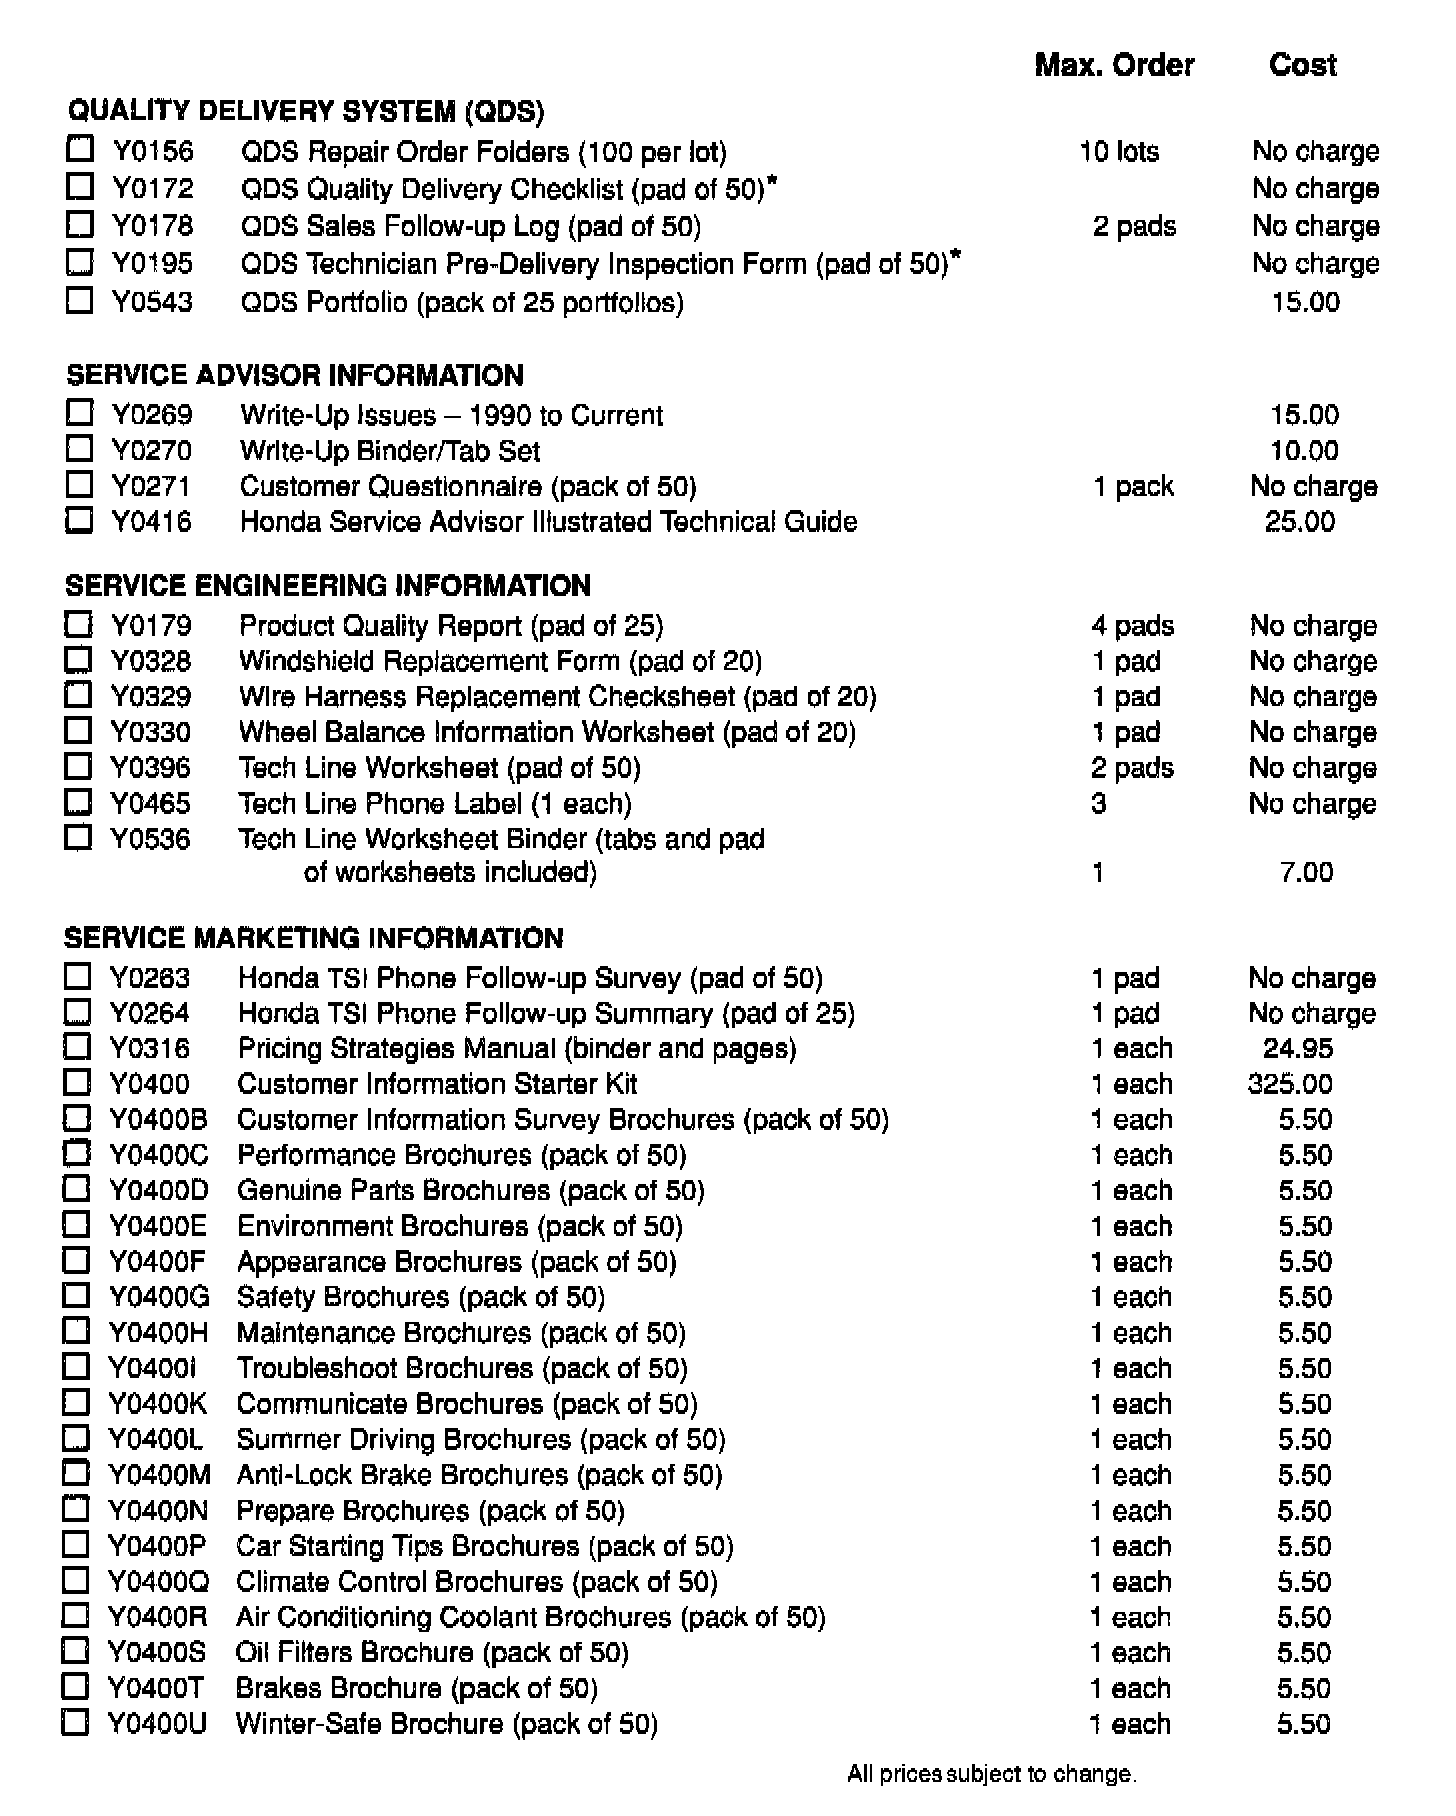 Max. Order Cost
QUALITY DELIVERY SYSTEM (QDS)
Y0156 QDS Repair Order Folders (100 per lot) 10 lots No charge
Y0172 QDS Quality Delivery Checklist (pad of 50)* No charge
Y0178 QDS Sales Follow-up Log (pad of 50) 2 pads No charge
Y0195 QDS Technician Pre-Delivery Inspection Form (pad of 50)* No charge
Y0543 QDS Portfolio (pack of 25 portfolios) 15.00
SERVICE ADVISOR INFORMATION
Y0269 Write-Up Issues – 1990 to Current 15.00
Y0270 Write-Up Binder/Tab Set 10.00
Y0271 Customer Questionnaire (pack of 50) 1 pack No charge
Y0416 Honda Service Advisor Illustrated Technical Guide 25.00
SERVICE ENGINEERING INFORMATION
Y0179 Product Quality Report (pad of 25) 4 pads No charge
Y0328 Windshield Replacement Form (pad of 20) 1 pad No charge
Y0329 Wire Harness Replacement Checksheet (pad of 20) 1 pad No charge
Y0330 Wheel Balance Information Worksheet (pad of 20) 1 pad No charge
Y0396 Tech Line Worksheet (pad of 50) 2 pads No charge
Y0465 Tech Line Phone Label (1 each) 3 No charge
Y0536 Tech Line Worksheet Binder (tabs and pad
of worksheets included) 1 7.00
SERVICE MARKETING INFORMATION
Y0263 Honda TSI Phone Follow-up Survey (pad of 50) 1 pad No charge
Y0264 Honda TSI Phone Follow-up Summary (pad of 25) 1 pad No charge
Y0316 Pricing Strategies Manual (binder and pages) 1 each 24.95
Y0400 Customer Information Starter Kit 1 each 325.00
Y0400B Customer Information Survey Brochures (pack of 50) 1 each 5.50
Y0400C Performance Brochures (pack of 50) 1 each 5.50
Y0400D Genuine Parts Brochures (pack of 50) 1 each 5.50
Y0400E Environment Brochures (pack of 50) 1 each 5.50
Y0400F Appearance Brochures (pack of 50) 1 each 5.50
Y0400G Safety Brochures (pack of 50) 1 each 5.50
Y0400H Maintenance Brochures (pack of 50) 1 each 5.50
Y0400I Troubleshoot Brochures (pack of 50) 1 each 5.50
Y0400K Communicate Brochures (pack of 50) 1 each 5.50
Y0400L Summer Driving Brochures (pack of 50) 1 each 5.50
Y0400M Anti-Lock Brake Brochures (pack of 50) 1 each 5.50
Y0400N Prepare Brochures (pack of 50) 1 each 5.50
Y0400P Car Starting Tips Brochures (pack of 50) 1 each 5.50
Y0400Q Climate Control Brochures (pack of 50) 1 each 5.50
Y0400R Air Conditioning Coolant Brochures (pack of 50) 1 each 5.50
Y0400S Oil Filters Brochure (pack of 50) 1 each 5.50
Y0400T Brakes Brochure (pack of 50) 1 each 5.50
Y0400U Winter-Safe Brochure (pack of 50) 1 each 5.50
All prices subject to change.